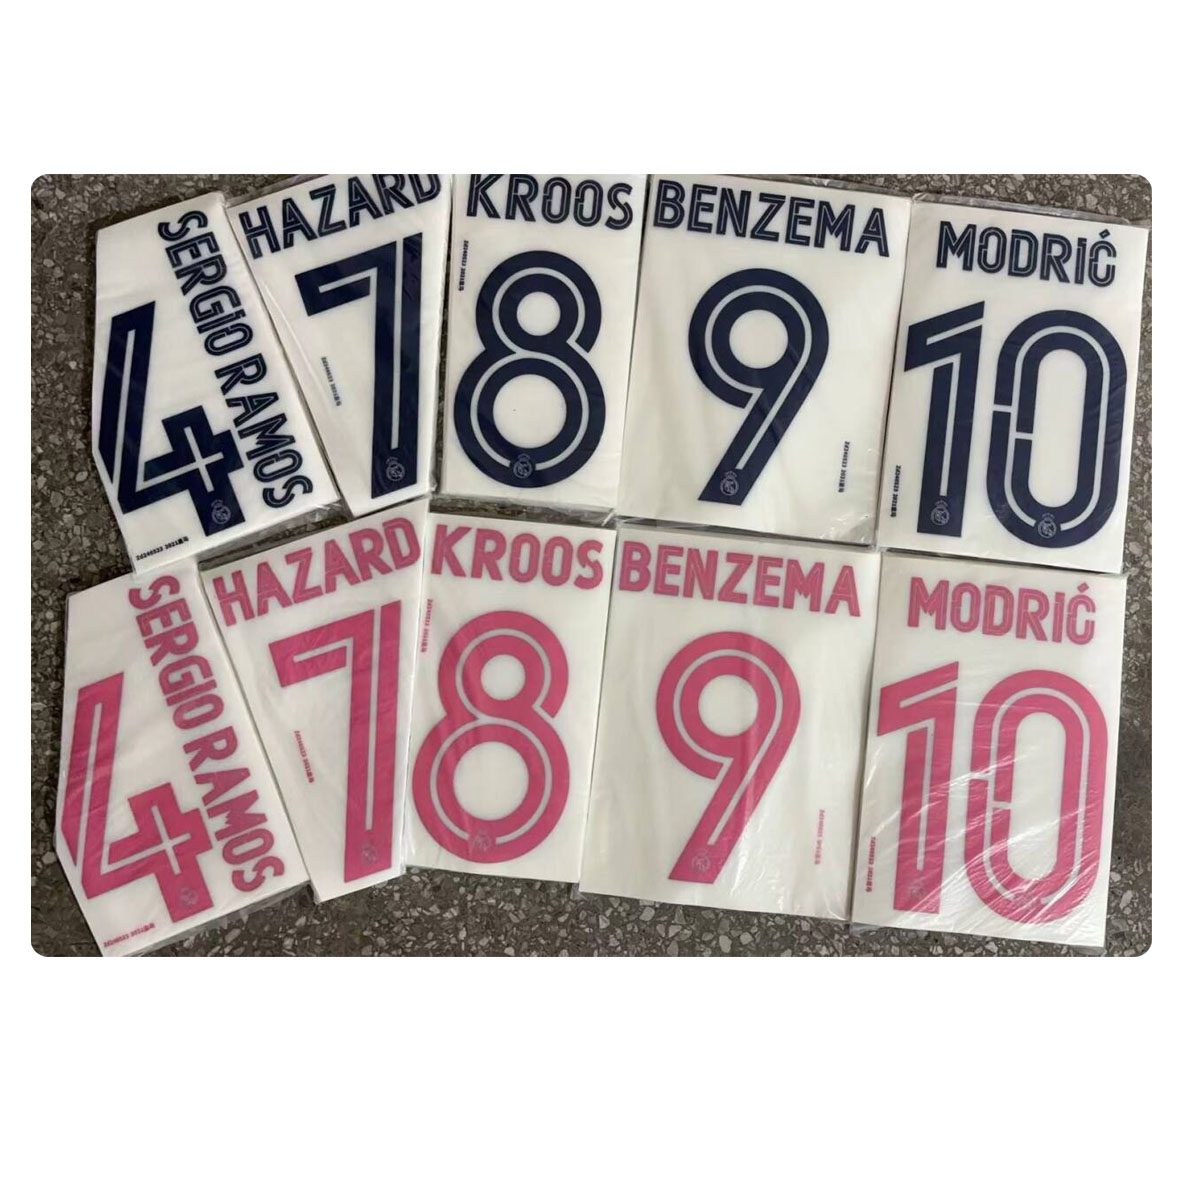 SERGIO RAMOS
4
HAZARD
7
KROOS
8
BENZEMA
9
MODRIĆ
10
SERGIO RAMOS
4
HAZARD
7
KROOS
8
BENZEMA
9
MODRIĆ
10